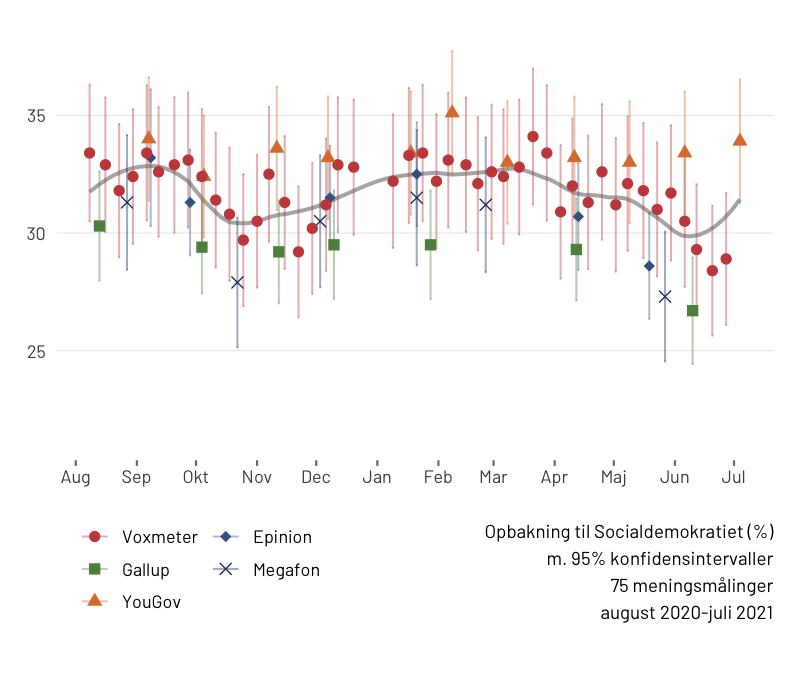 35
30
25
Aug Sep Okt Nov Dec Jan Feb Mar Apr Maj Jun Jul
Voxmeter Epinion
Gallup Megafon
YouGov
Opbakning til Socialdemokratiet (%)
m. 95% konfidensintervaller
75 meningsmålinger
august 2020-juli 2021